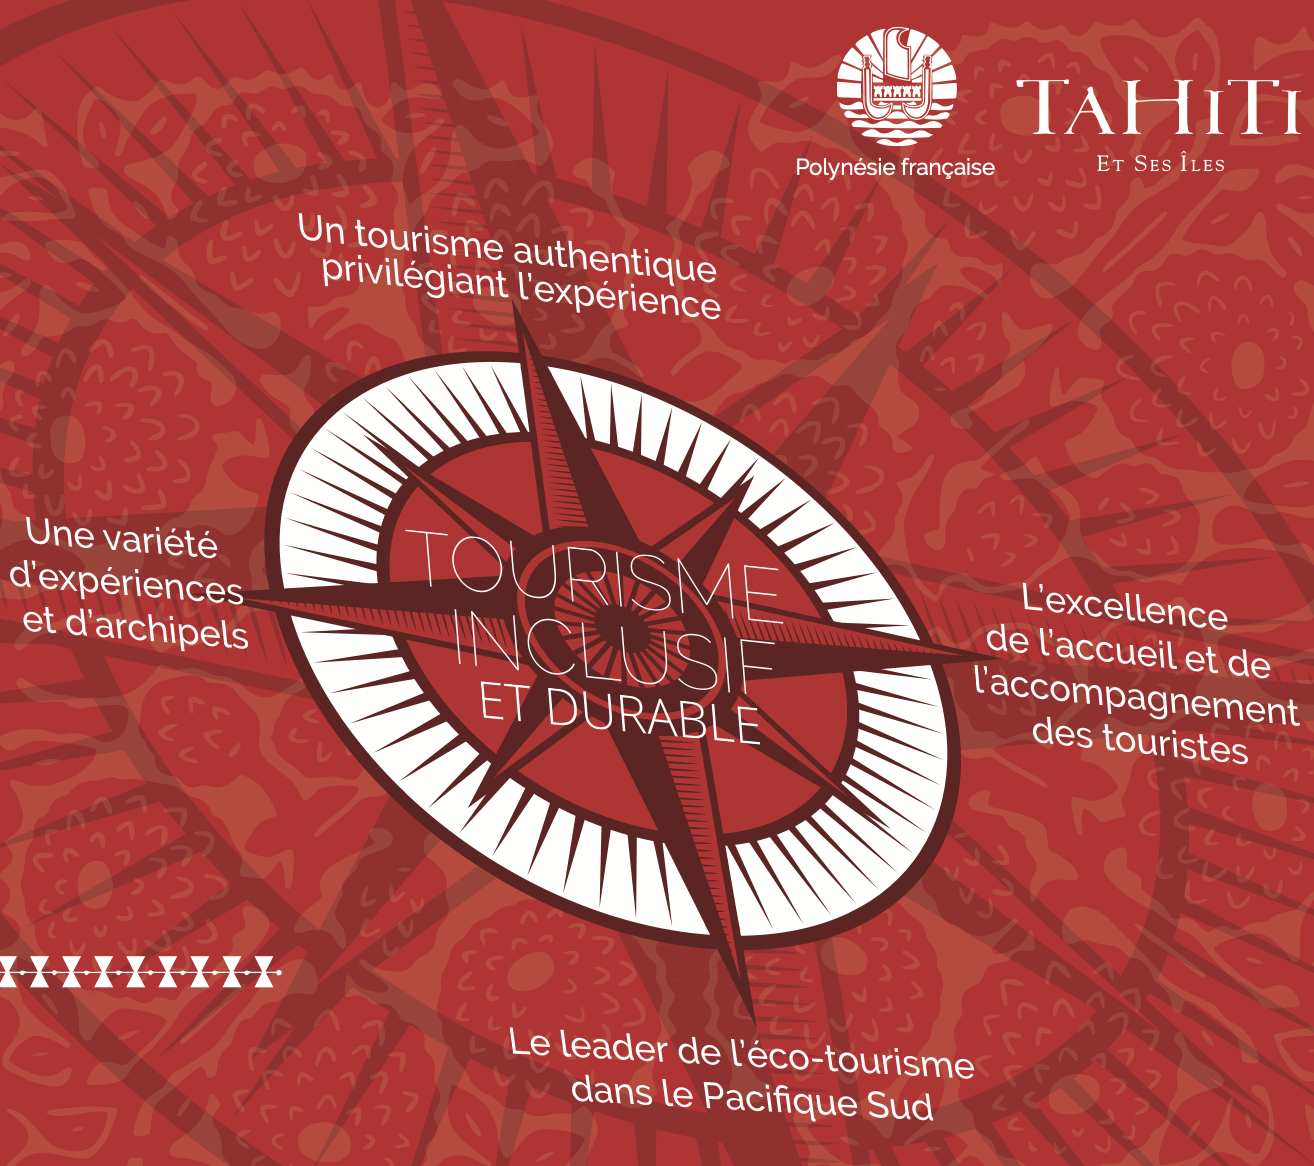 Polynésie française
TAHITI
ET SES ÎLES
Un tourisme authentique
privilégiant l'expérience
Une variété
d'expériences
et d'archipels
TOURISME
INCLUSIF
ET DURABLE
L'excellence
de l'accueil et de
l'accompagnement
des touristes
Le leader de l'éco-tourisme
dans le Pacifique Sud